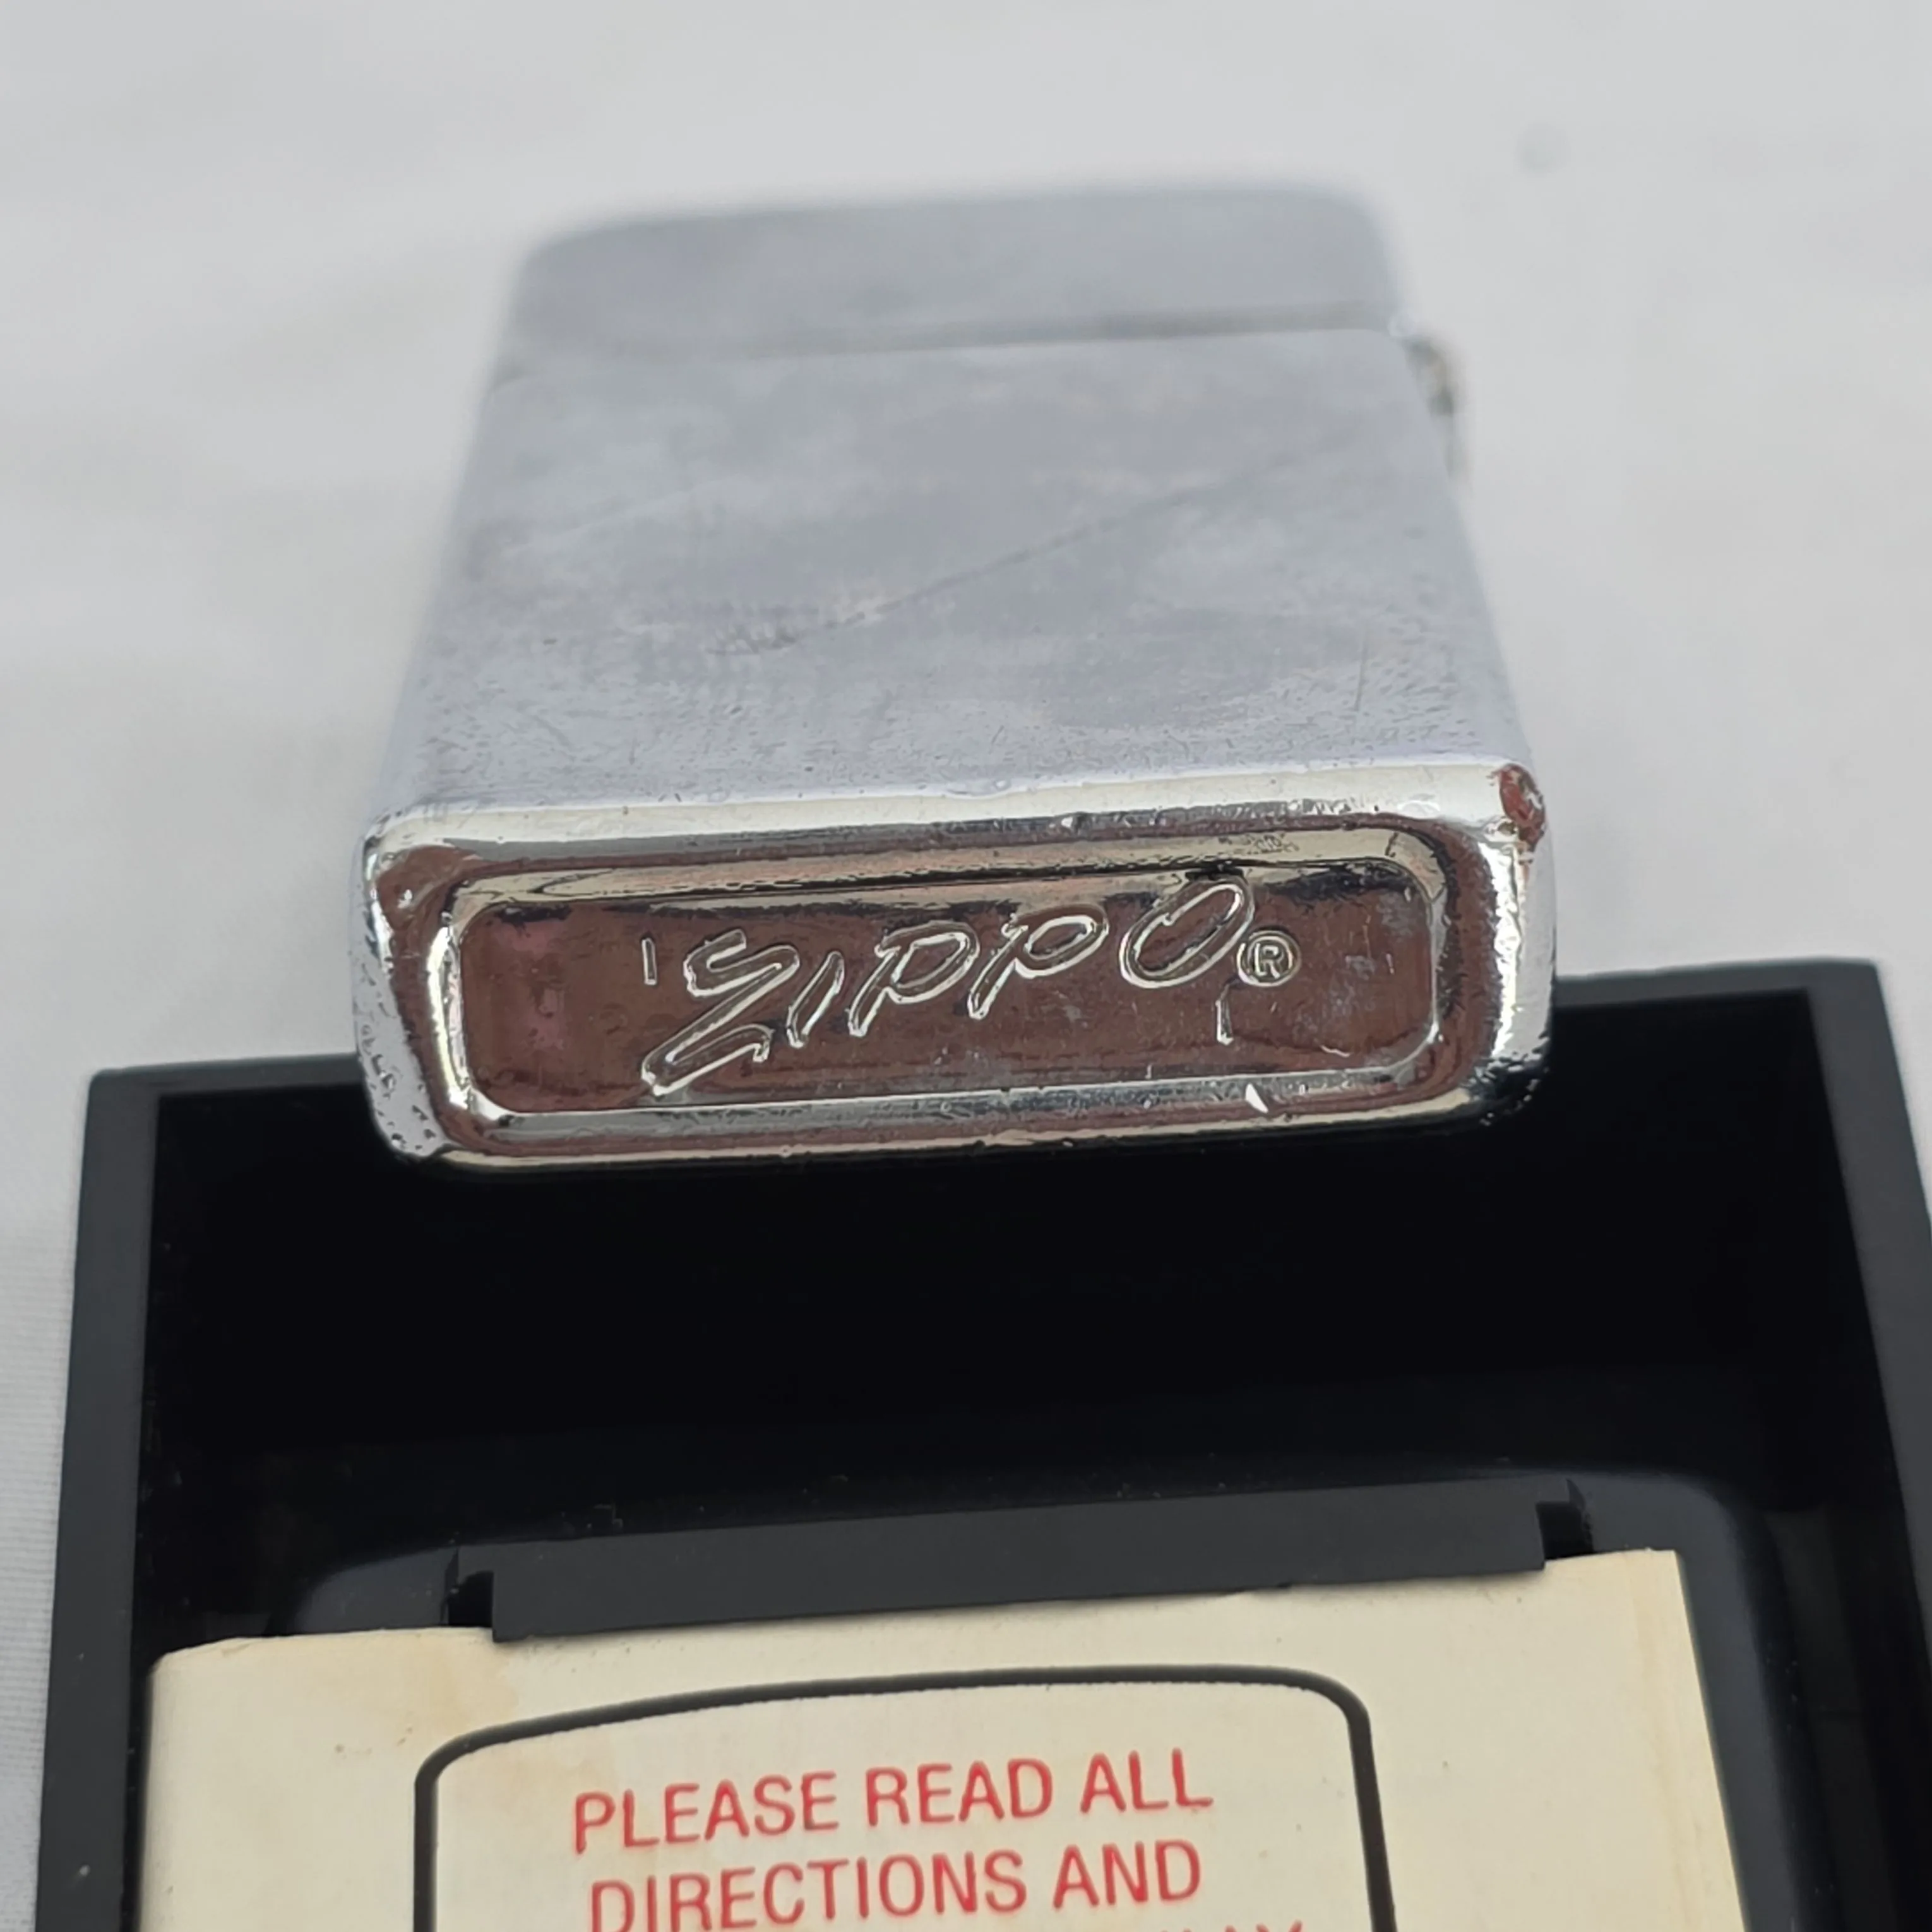 | ZIPPO®
|
PLEASE READ ALL
DIRECTIONS AND